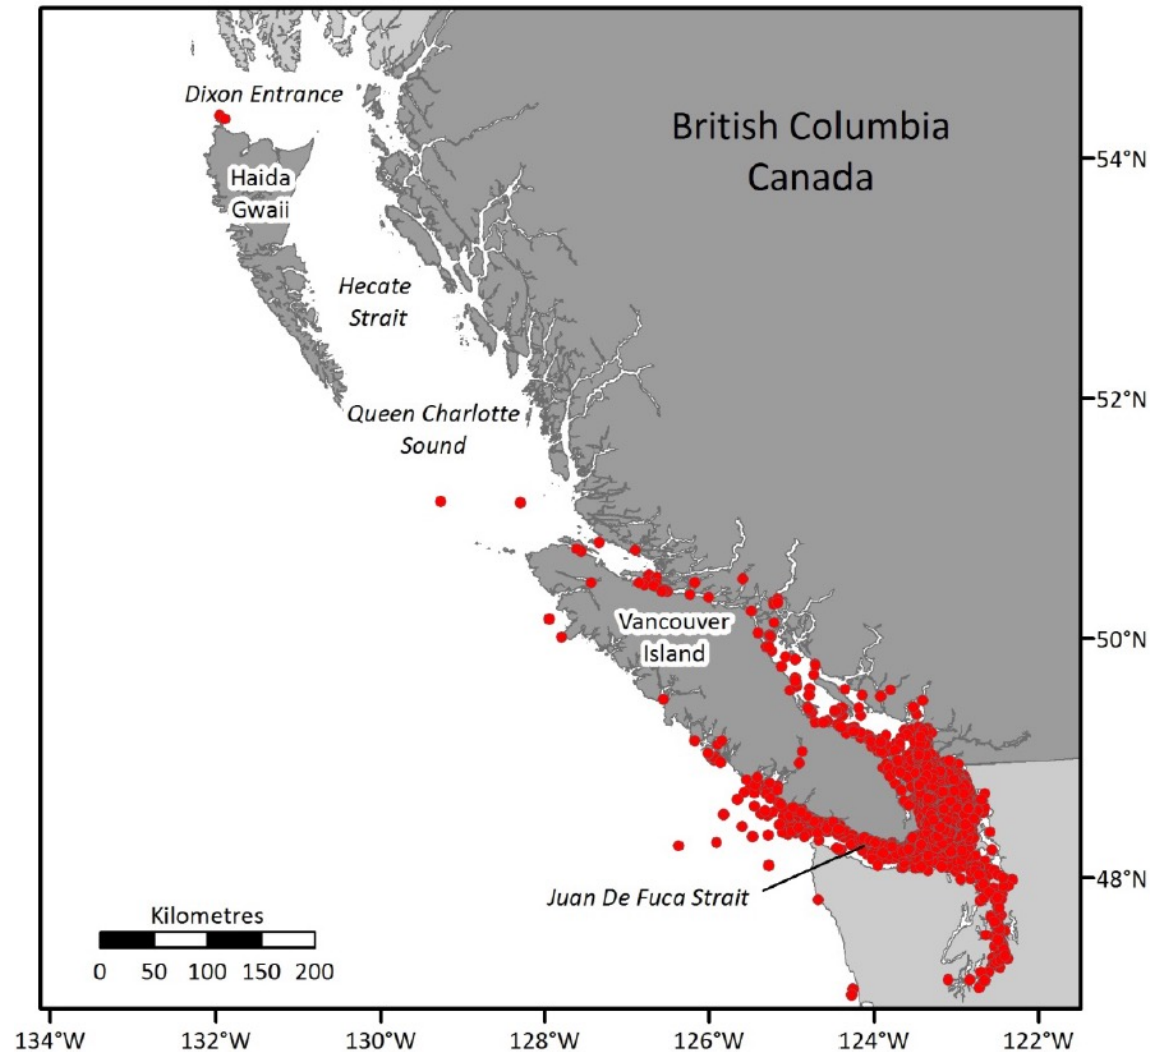 Dixon Entrance
British Columbia
Canada
54°N
Haida
Gwaii
Hecate
Strait
52°N
Queen Charlotte
Sound
Vancouver
Island
50°N
48°N
Juan De Fuca Strait
Kilometres
0 50 100 150 200
134°W 132°W 130°W 128°W 126°W 124°W 122°W